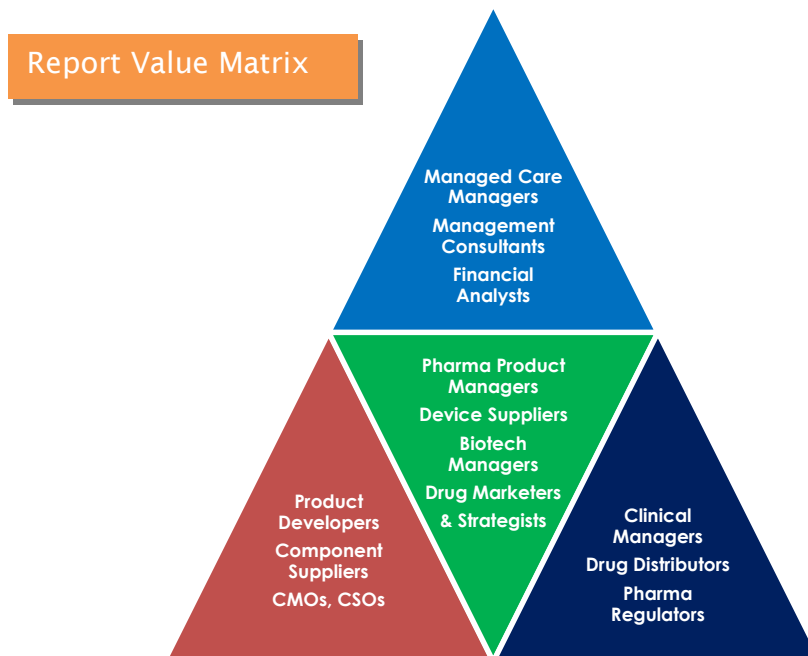 Report Value Matrix
Managed Care
Managers
Management
Consultants
Financial
Analysts
Pharma Product
Managers
Device Suppliers
Biotech
Managers
Drug Marketers
& Strategists
Product
Developers
Component
Suppliers
CMOs, CSOs
Clinical
Managers
Drug Distributors
Pharma
Regulators